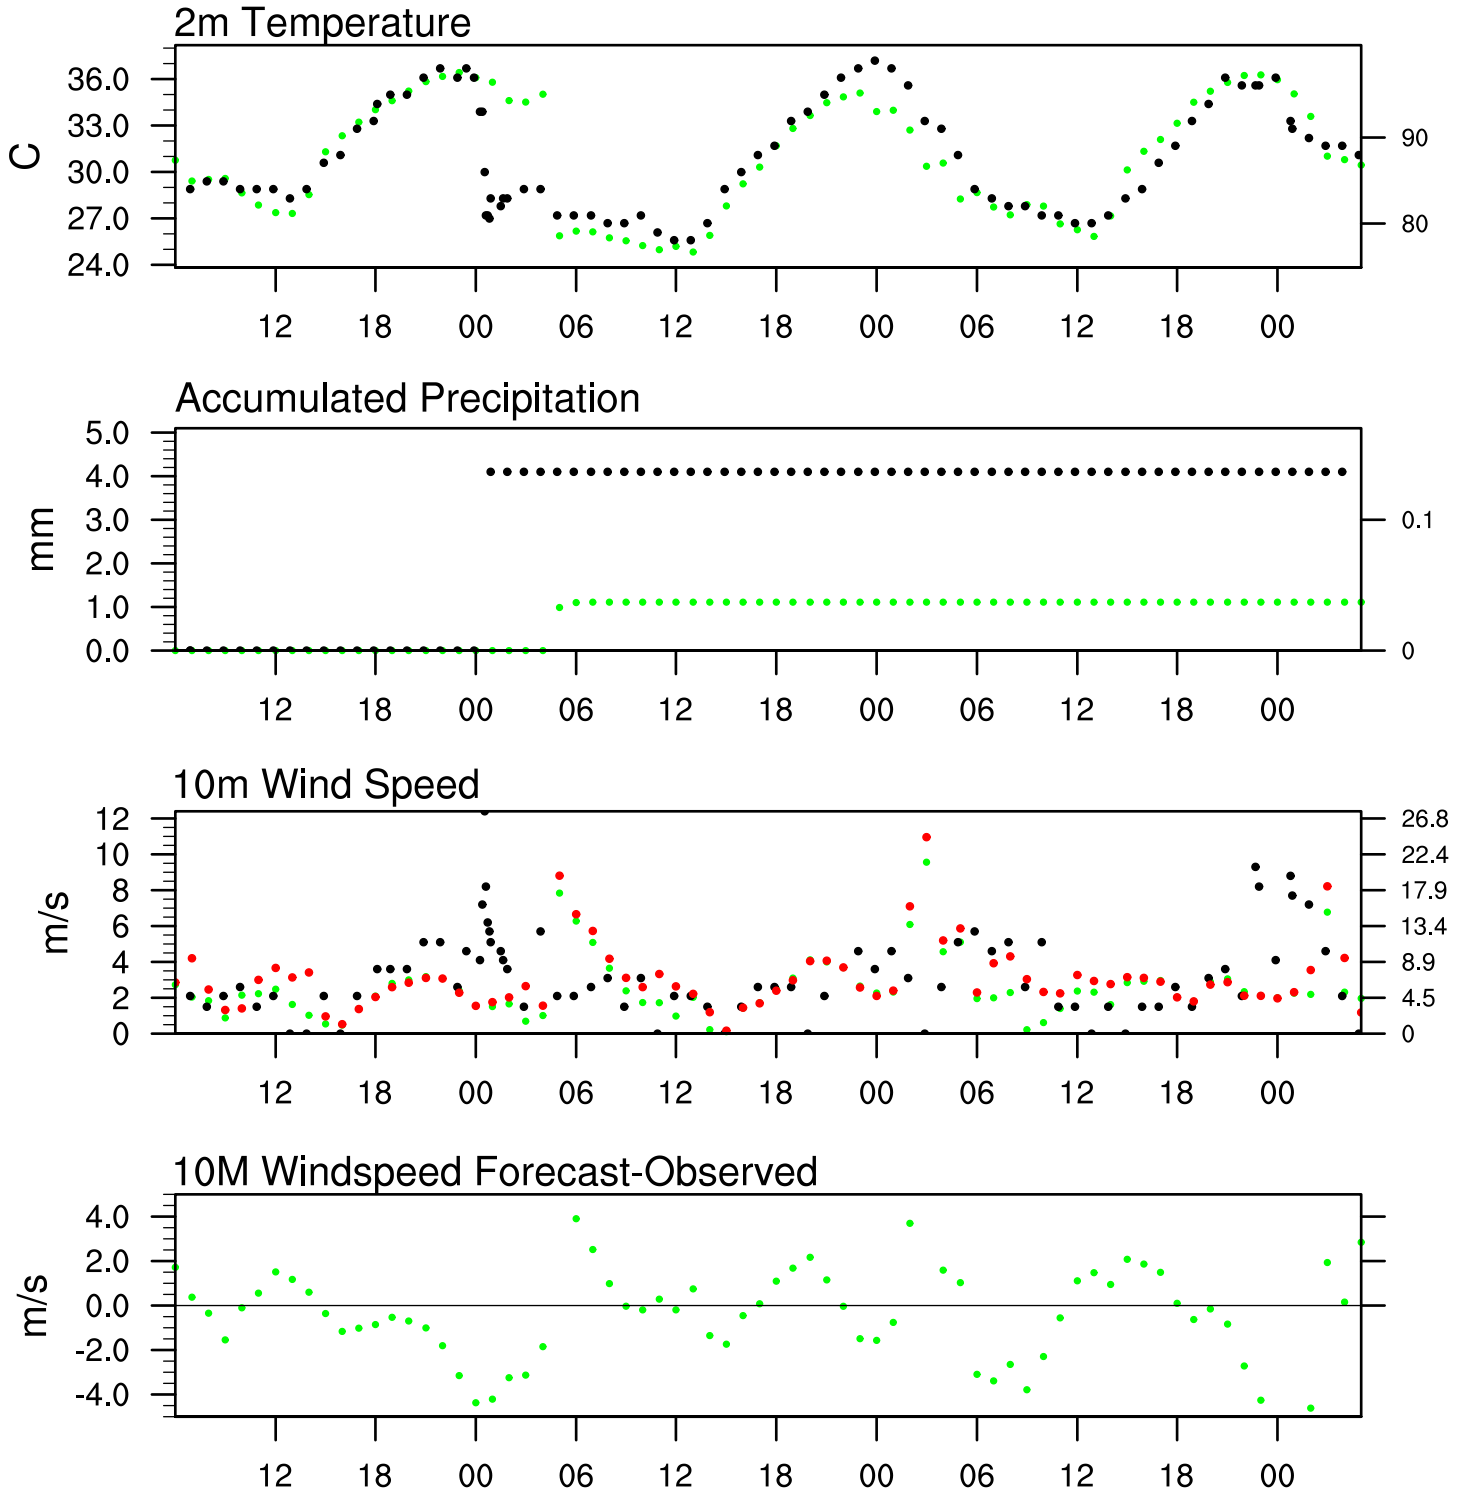 2m Temperature
36.0
33.0
30.0
27.0
24.0
C
90
80
12 18 00 06 12 18 00 06 12 18 00
Accumulated Precipitation
5.0
4.0
3.0
2.0
1.0
0.0
mm
0.1
0
12 18 00 06 12 18 00 06 12 18 00
10m Wind Speed
12
10
8
6
4
2
0
m/s
26.8
22.4
17.9
13.4
8.9
4.5
0
12 18 00 06 12 18 00 06 12 18 00
10M Windspeed Forecast-Observed
4.0
2.0
0.0
-2.0
-4.0
m/s
12 18 00 06 12 18 00 06 12 18 00